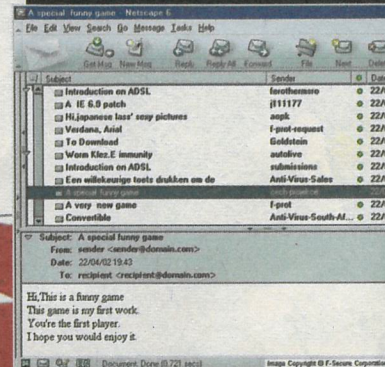 A special funny game - Netscape 6
File Edit View Search Go Message Tasks Help
Get Msg New Msg Reply Reply All Forward File Next Delete
Subject Sender Date
Introduction on ADSL forothermore 22/
A IE 6.0 patch jt11177 22/
Hi,japanese lass' sexy pictures aopk 22/
Verdana, Arial f-prot-request 22/
To Download Goldstein 22/
Worm Klez.E immunity autolive 22/
Introduction on ADSL submissions 22/
Een willekeurige toets drukken om de Anti-Virus-Sales 22/
A special funny game
A very new game f-prot 22/
Convertible Anti-Virus-South-Af... 22/
Subject: A special funny game
From: sender <sender@domain.com>
Date: 22/04/02 19:43
To: recipient <recipient@domain.com>
Hi,This is a funny game
This game is my first work.
You're the first player.
I hope you would enjoy it.
Document: Done (0.721 secs)
Image Copyright © F-Secure Corporation